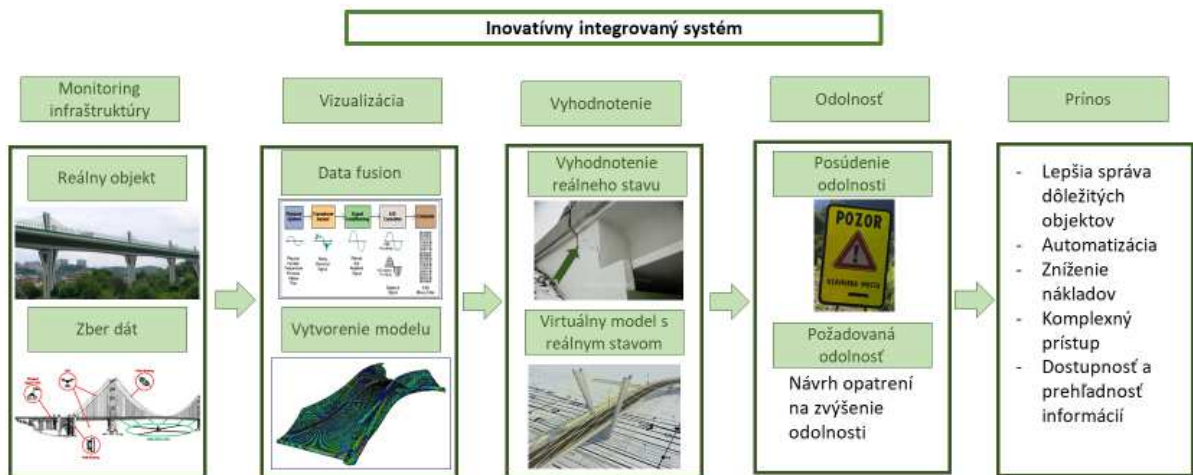 Inovatívny integrovaný systém
Monitoring
infraštruktúry
Vizualizácia
Vyhodnotenie
Odolnosť
Prínos
Reálny objekt
Zber dát
Data fusion
Vytvorenie modelu
Vyhodnotenie
reálneho stavu
Virtuálny model s
reálnym stavom
Posúdenie
odolnosti
POZOR
Požadovaná
odolnosť
Návrh opatrení
na zvýšenie
odolnosti
- Lepšia správa
dôležitých
objektov
- Automatizácia
- Zníženie
nákladov
- Komplexný
prístup
- Dostupnosť a
prehľadnosť
informácií